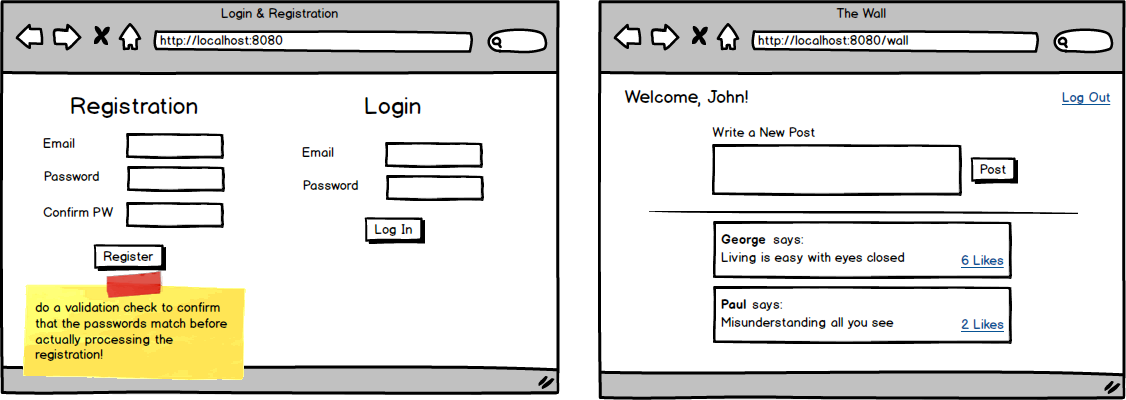 Login & Registration
http://localhost:8080
Registration
Email
Password
Confirm PW
Register
do a validation check to confirm
that the passwords match before
actually processing the
registration!
Login
Email
Password
Log In
The Wall
http://localhost:8080/wall
Welcome, John!
Log Out
Write a New Post
Post
George says:
Living is easy with eyes closed
6 Likes
Paul says:
Misunderstanding all you see
2 Likes